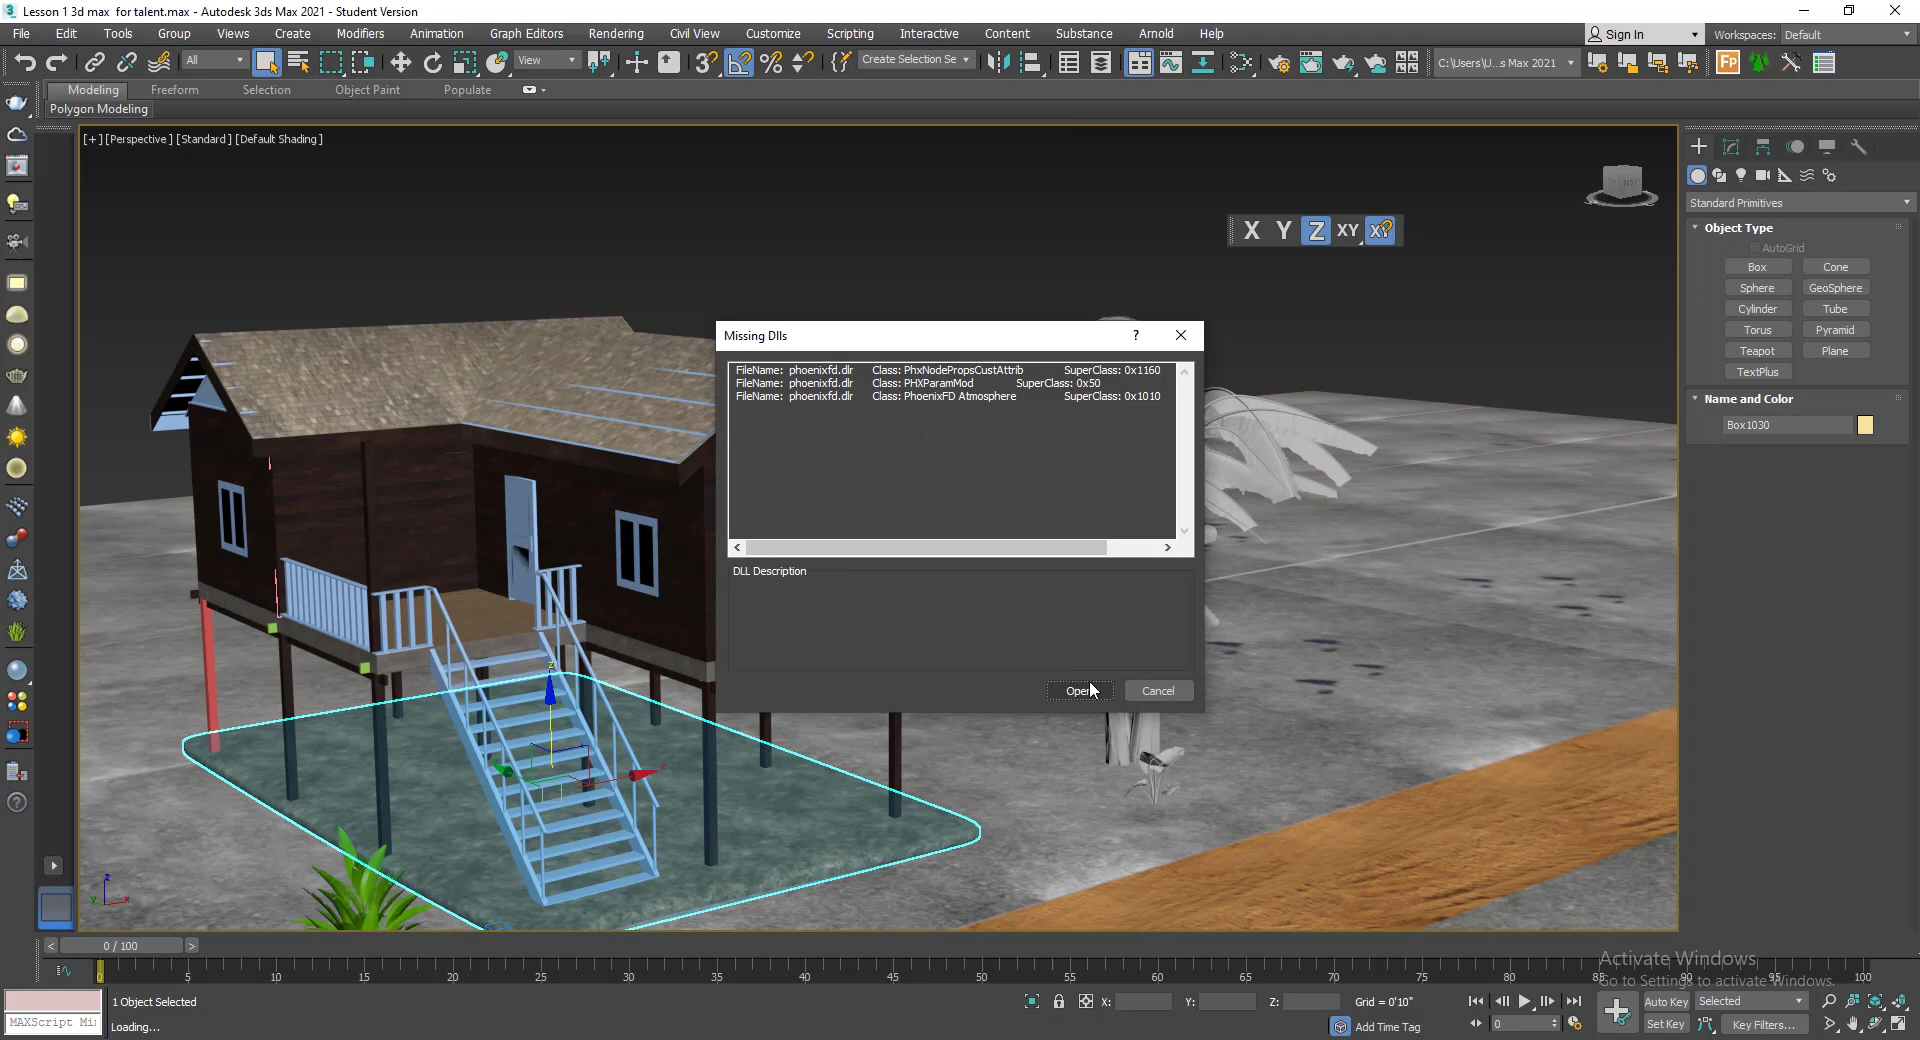 Lesson 1 3d max  for talent.max - Autodesk 3ds Max 2021 - Student Version
File Edit Tools Group Views Create Modifiers Animation Graph Editors Rendering Civil View Customize Scripting Interactive Content Substance Arnold Help Sign In Workspaces: Default
All View Create Selection Se C:\Users\U...s Max 2021
Modeling Freeform Selection Object Paint Populate
Polygon Modeling
[+] [Perspective] [Standard] [Default Shading]
Standard Primitives
X Y Z XY XY
Object Type
AutoGrid
Box Cone
Sphere GeoSphere
Cylinder Tube
Torus Pyramid
Teapot Plane
TextPlus
Name and Color
Box1030
Missing Dlls ?
FileName: phoenixfd.dlr Class: PhxNodePropsCustAttrib SuperClass: 0x1160
FileName: phoenixfd.dlr Class: PHXParamMod SuperClass: 0x50
FileName: phoenixfd.dlr Class: PhoenixFD Atmosphere SuperClass: 0x1010
DLL Description
Open Cancel
z
x
z
y x
< 0 / 100 >
0 5 10 15 20 25 30 35 40 45 50 55 60 65 70 75 80 85 90 95 100
Activate Windows
Go to Settings to activate Windows.
1 Object Selected X: Y: Z: Grid = 0'10" Auto Key Selected
MAXScript Mi Loading... Add Time Tag 0 Set Key Key Filters...